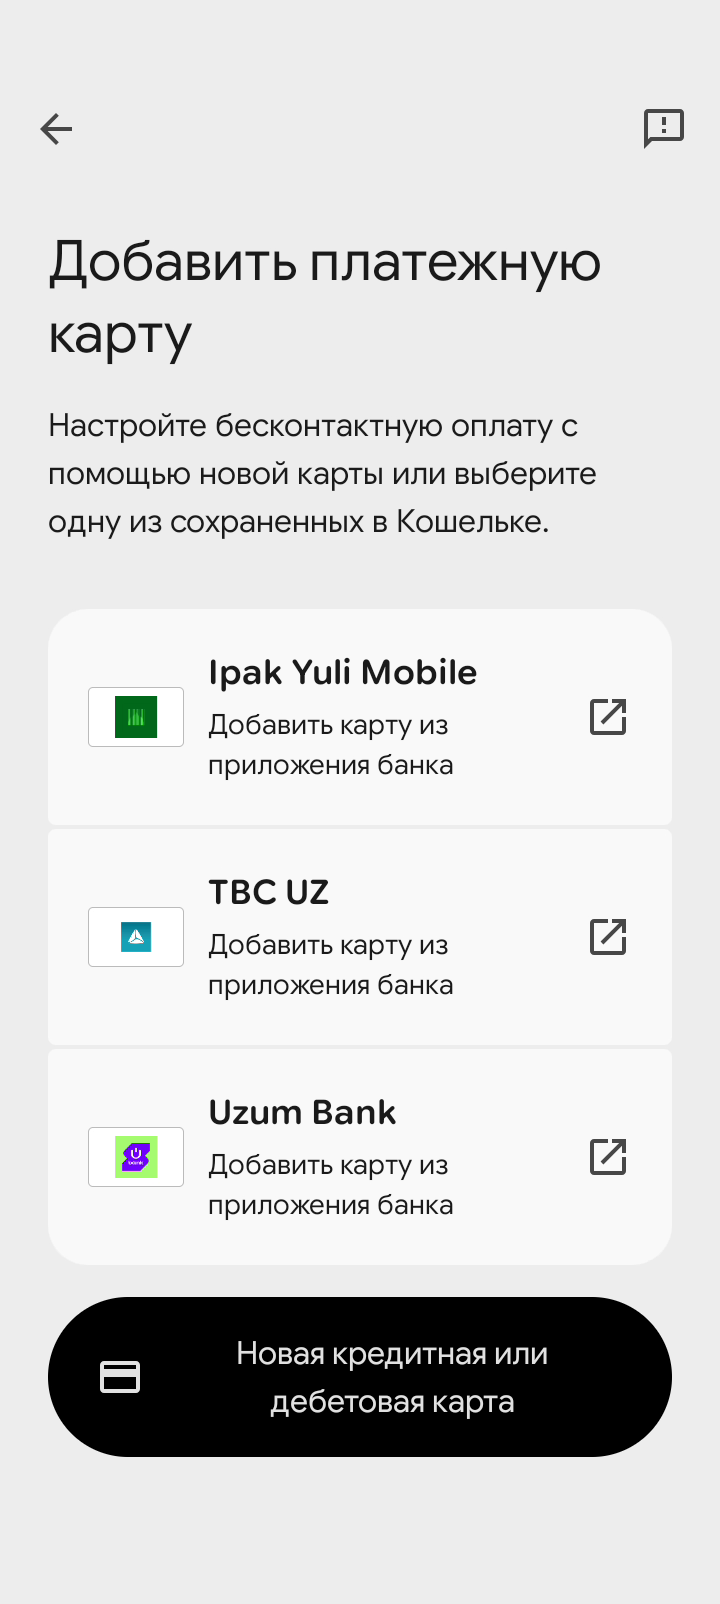 Добавить платежную
карту
Настройте бесконтактную оплату с
помощью новой карты или выберите
одну из сохраненных в Кошельке.
Ipak Yuli Mobile
Добавить карту из
приложения банка
TBC UZ
Добавить карту из
приложения банка
Uzum Bank
Добавить карту из
приложения банка
bank
Новая кредитная или
дебетовая карта